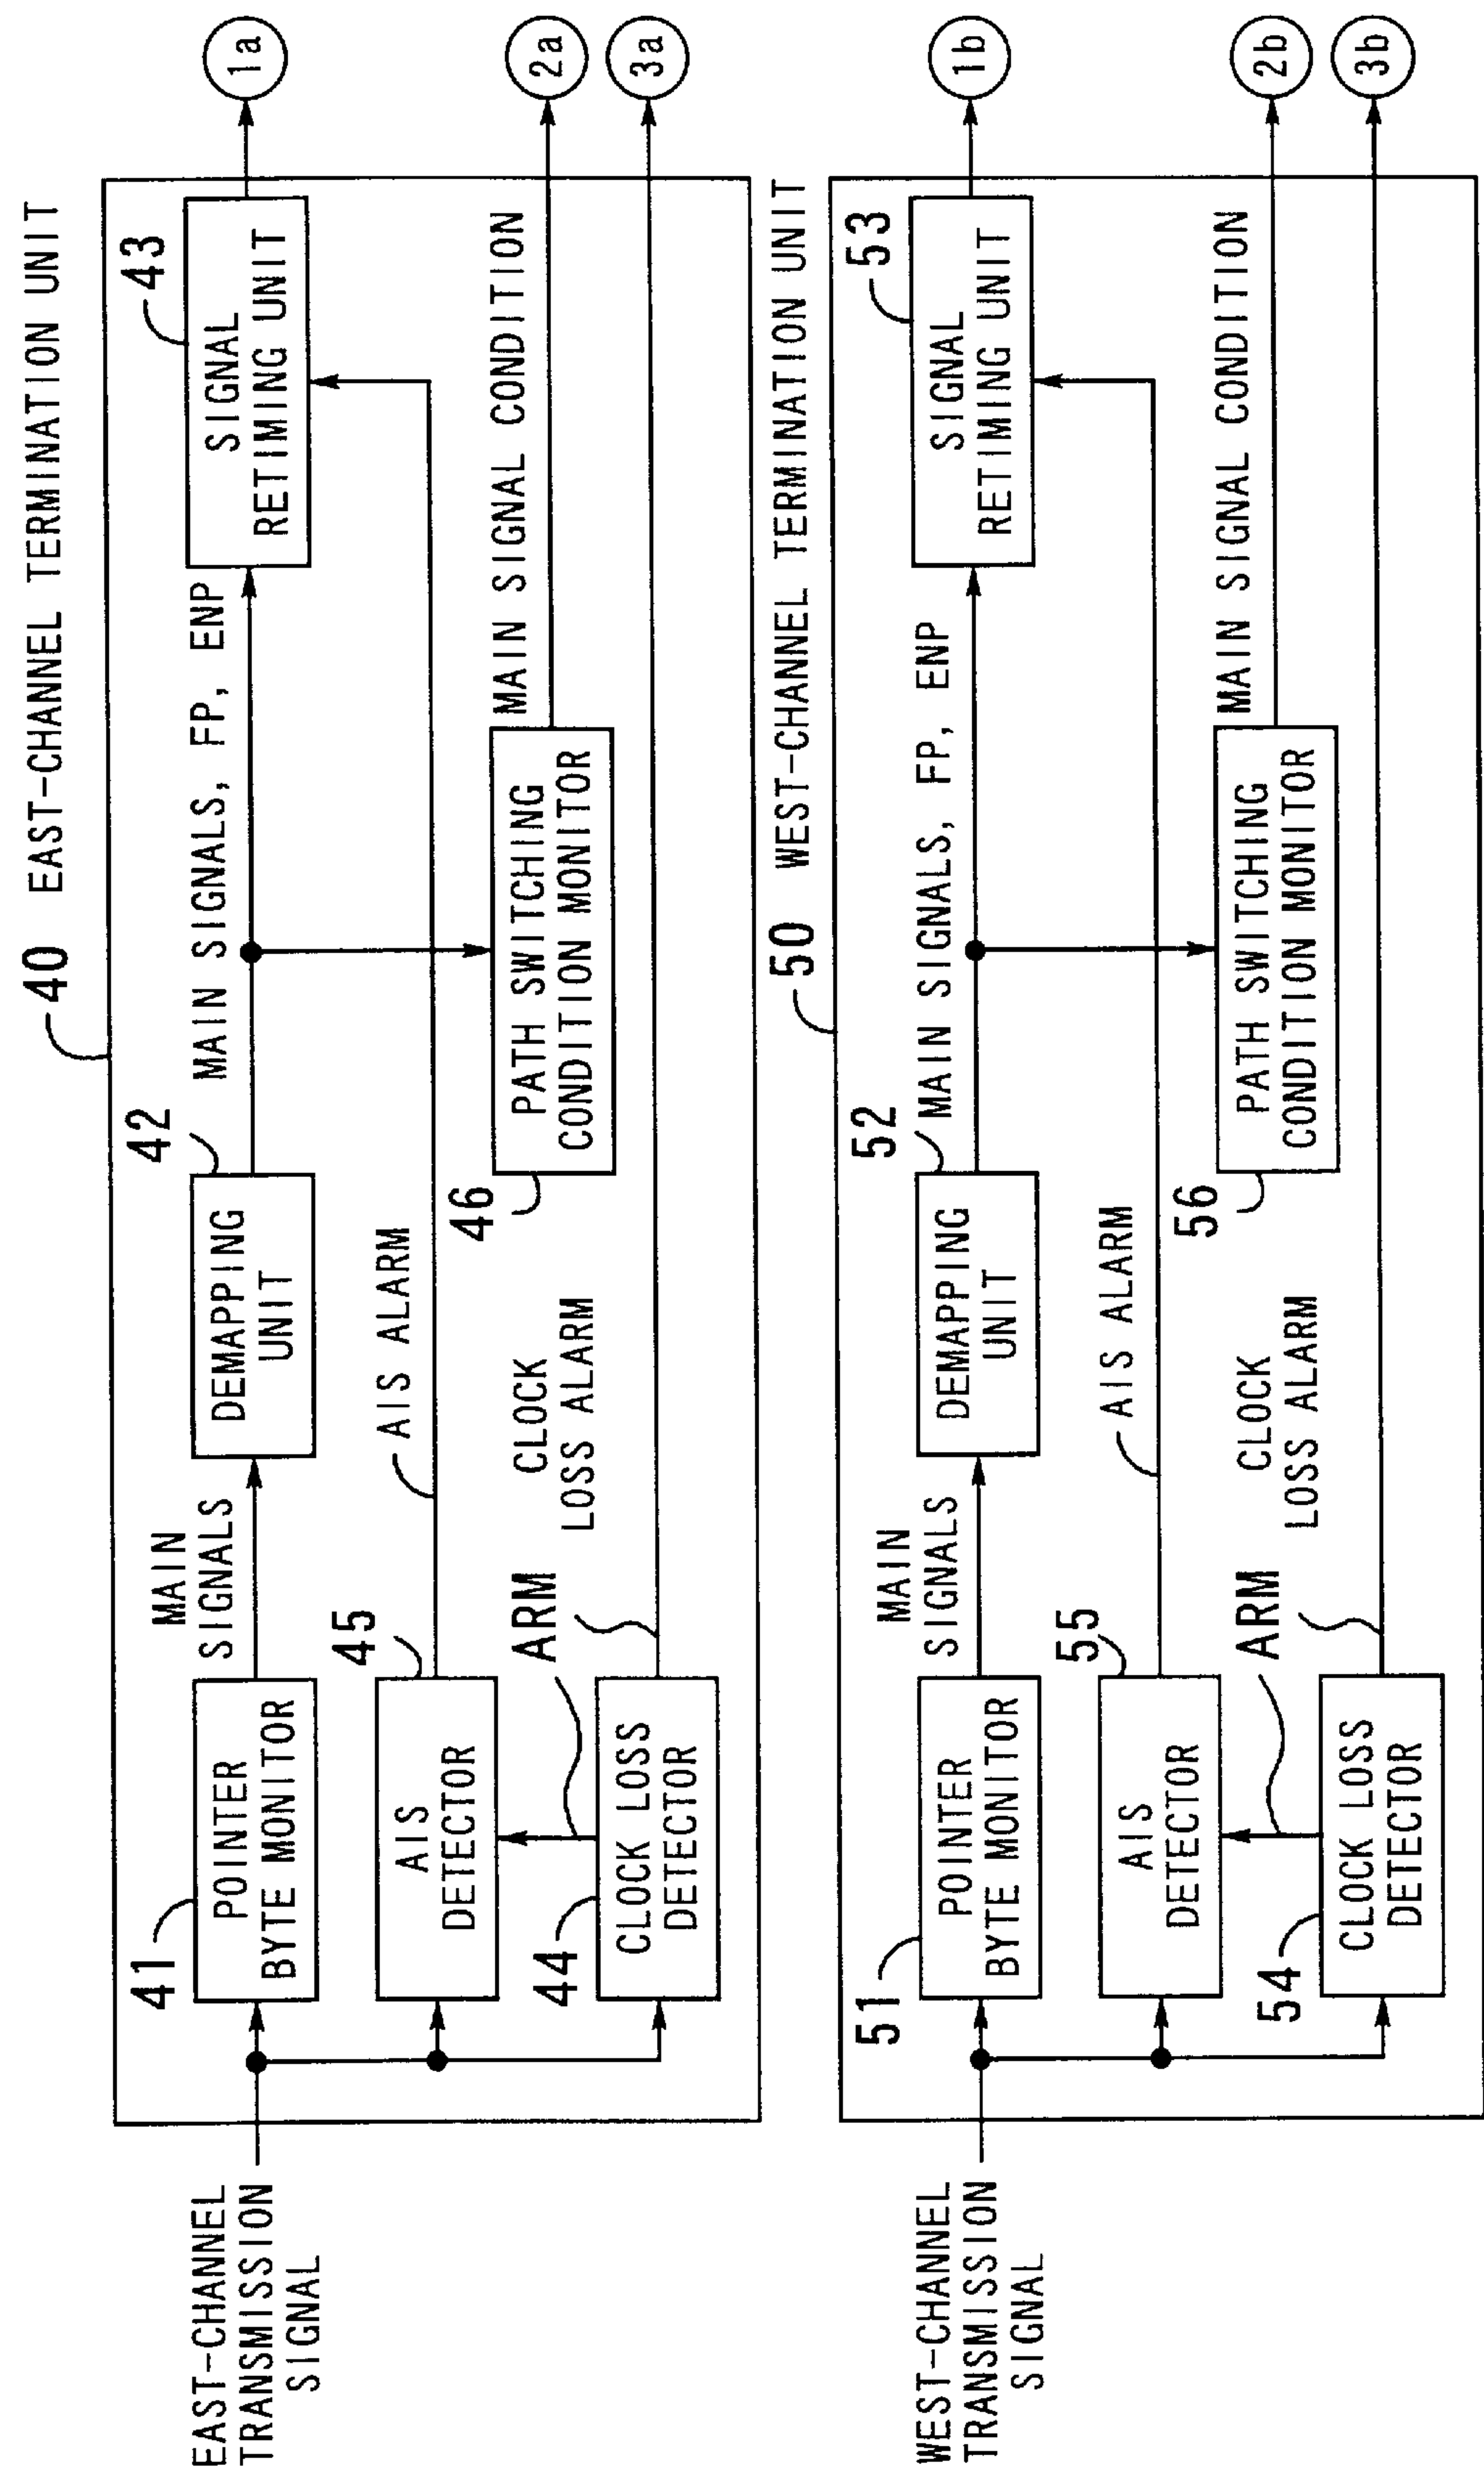 40 EAST-CHANNEL TERMINATION UNIT
EAST-CHANNEL
TRANSMISSION
SIGNAL
41
POINTER
BYTE MONITOR
MAIN
SIGNALS
42
DEMAPPING
UNIT
MAIN SIGNALS, FP, ENP
43
SIGNAL
RETIMING UNIT
1a
45
AIS
DETECTOR
AIS ALARM
ARM
44
CLOCK LOSS
DETECTOR
CLOCK
LOSS ALARM
46
PATH SWITCHING
CONDITION MONITOR
MAIN SIGNAL CONDITION
2a
3a
50 WEST-CHANNEL TERMINATION UNIT
WEST-CHANNEL
TRANSMISSION
SIGNAL
51
POINTER
BYTE MONITOR
MAIN
SIGNALS
52
DEMAPPING
UNIT
MAIN SIGNALS, FP, ENP
53
SIGNAL
RETIMING UNIT
1b
55
AIS
DETECTOR
AIS ALARM
ARM
54
CLOCK LOSS
DETECTOR
CLOCK
LOSS ALARM
56
PATH SWITCHING
CONDITION MONITOR
MAIN SIGNAL CONDITION
2b
3b